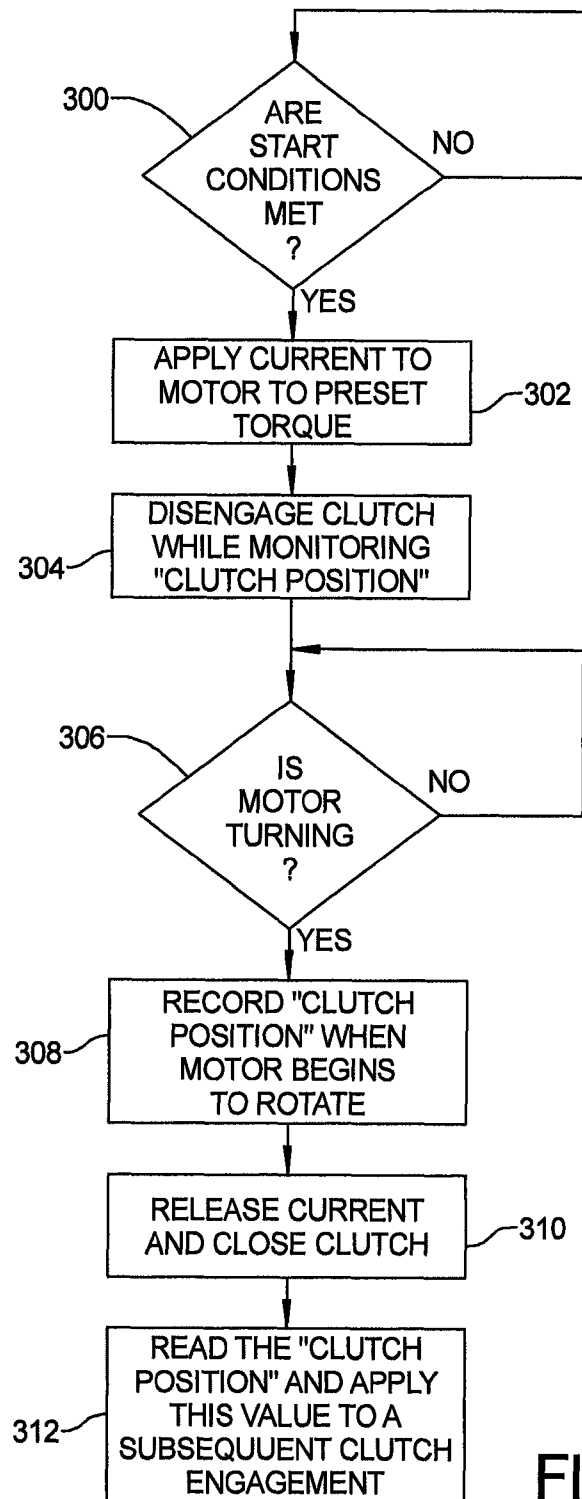 300
ARE
START
CONDITIONS
MET
?
NO
YES
APPLY CURRENT TO
MOTOR TO PRESET
TORQUE
302
DISENGAGE CLUTCH
WHILE MONITORING
"CLUTCH POSITION"
304
306
IS
MOTOR
TURNING
?
NO
YES
RECORD "CLUTCH
POSITION" WHEN
MOTOR BEGINS
TO ROTATE
308
RELEASE CURRENT
AND CLOSE CLUTCH
310
READ THE "CLUTCH
POSITION" AND APPLY
THIS VALUE TO A
SUBSEQUUENT CLUTCH
ENGAGEMENT
312